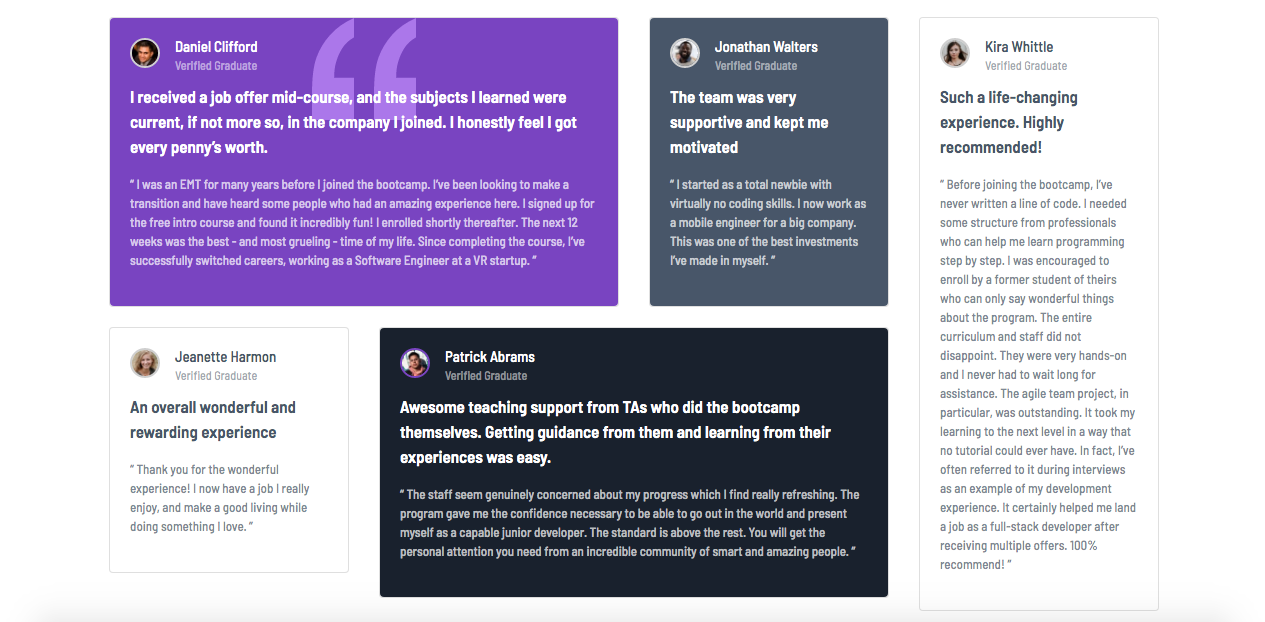 Daniel Clifford
Verified Graduate
I received a job offer mid-course, and the subjects I learned were
current, if not more so, in the company I joined. I honestly feel I got
every penny’s worth.
“ I was an EMT for many years before I joined the bootcamp. I’ve been looking to make a
transition and have heard some people who had an amazing experience here. I signed up for
the free intro course and found it incredibly fun! I enrolled shortly thereafter. The next 12
weeks was the best - and most grueling - time of my life. Since completing the course, I’ve
successfully switched careers, working as a Software Engineer at a VR startup. ”
Jonathan Walters
Verified Graduate
The team was very
supportive and kept me
motivated
“ I started as a total newbie with
virtually no coding skills. I now work as
a mobile engineer for a big company.
This was one of the best investments
I’ve made in myself. ”
Kira Whittle
Verified Graduate
Such a life-changing
experience. Highly
recommended!
“ Before joining the bootcamp, I’ve
never written a line of code. I needed
some structure from professionals
who can help me learn programming
step by step. I was encouraged to
enroll by a former student of theirs
who can only say wonderful things
about the program. The entire
curriculum and staff did not
disappoint. They were very hands-on
and I never had to wait long for
assistance. The agile team project, in
particular, was outstanding. It took my
learning to the next level in a way that
no tutorial could ever have. In fact, I’ve
often referred to it during interviews
as an example of my development
experience. It certainly helped me land
a job as a full-stack developer after
receiving multiple offers. 100%
recommend! ”
Jeanette Harmon
Verified Graduate
An overall wonderful and
rewarding experience
“ Thank you for the wonderful
experience! I now have a job I really
enjoy, and make a good living while
doing something I love. ”
Patrick Abrams
Verified Graduate
Awesome teaching support from TAs who did the bootcamp
themselves. Getting guidance from them and learning from their
experiences was easy.
“ The staff seem genuinely concerned about my progress which I find really refreshing. The
program gave me the confidence necessary to be able to go out in the world and present
myself as a capable junior developer. The standard is above the rest. You will get the
personal attention you need from an incredible community of smart and amazing people. ”